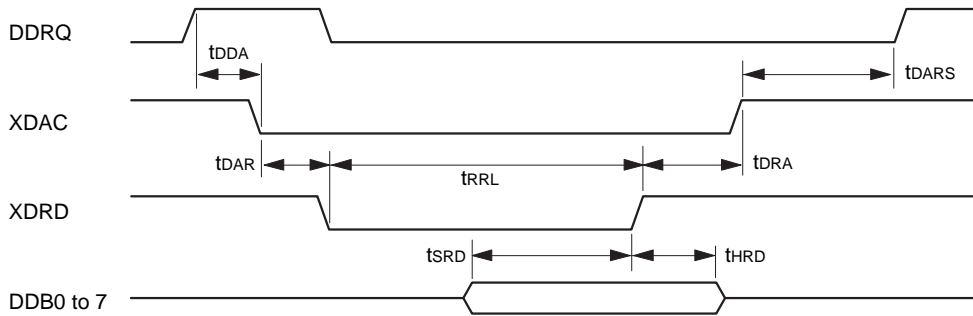 DDRQ
tDDA
tDARS
XDAC
tDAR
tRRL
tDRA
XDRD
tSRD
tHRD
DDB0 to 7